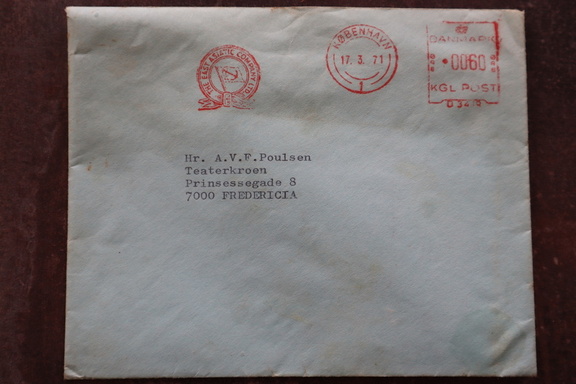 THE EAST ASIATIC COMPANY LTD
KØBENHAVN
17. 3. 71
1
DANMARK
0060
KGL POST
Hr. A.V.F.Poulsen
Teaterkroen
Prinsessegade 8
7000 FREDERICIA